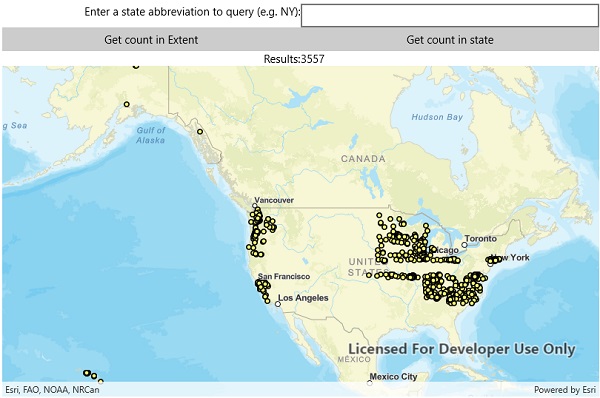 Enter a state abbreviation to query (e.g. NY):
Get count in Extent
Get count in state
Results:3557
ng Sea
Gulf of
Alaska
Hudson Bay
CANADA
Vancouver
Toronto
New York
UNITED
STATES
San Francisco
Los Angeles
Licensed For Developer Use Only
MÉXICO
Mexico City
Esri, FAO, NOAA, NRCan
Powered by Esri